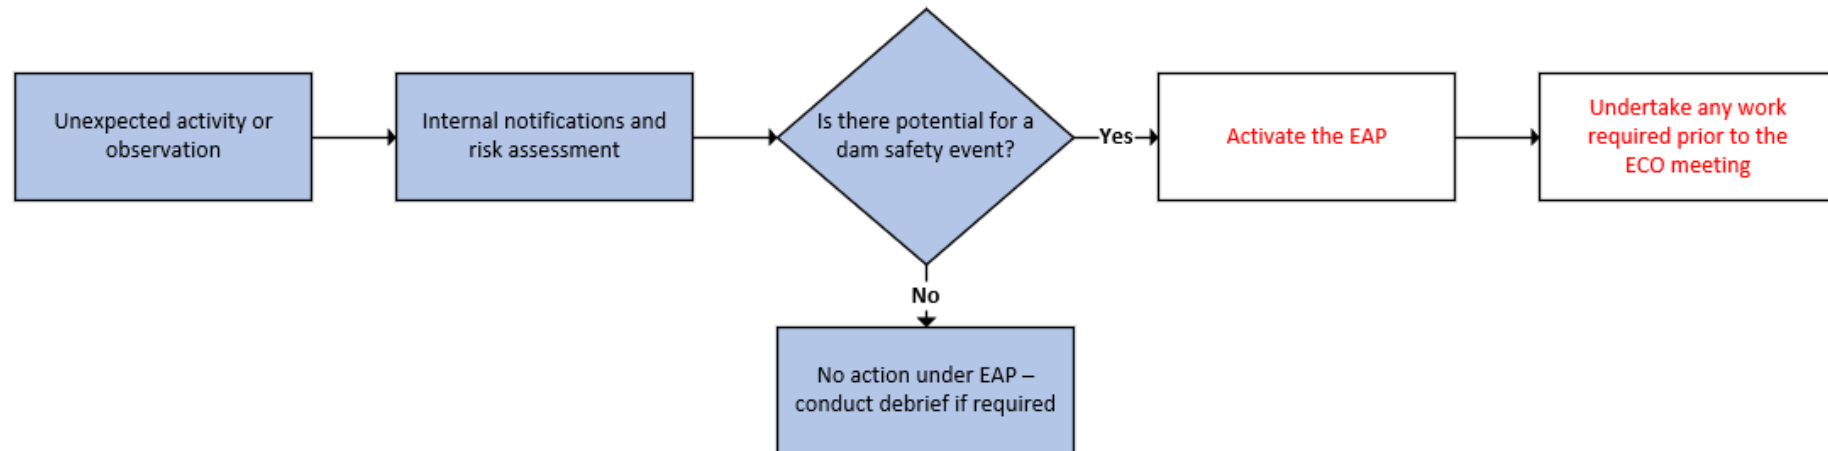 Unexpected activity or
observation
Internal notifications and
risk assessment
Is there potential for a
dam safety event?
Yes
Activate the EAP
Undertake any work
required prior to the
ECO meeting
No
No action under EAP –
conduct debrief if required